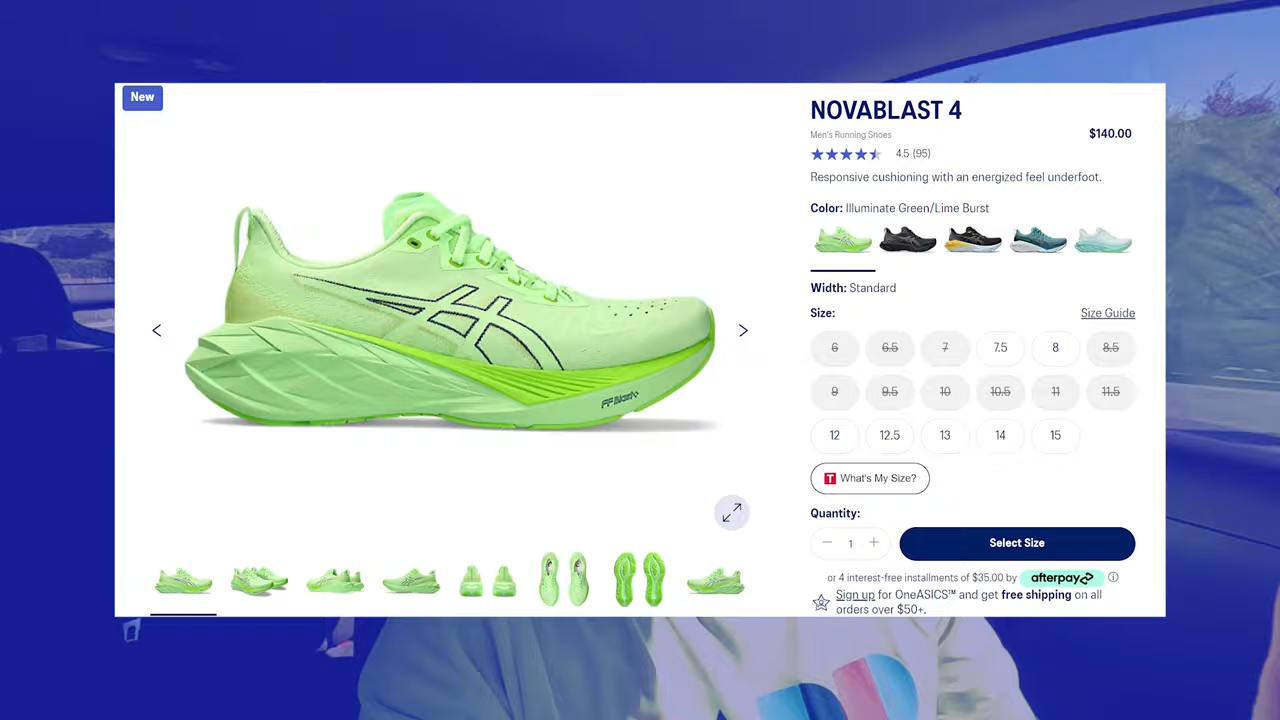 New
NOVABLAST 4
Men's Running Shoes
$140.00
4.5 (95)
Responsive cushioning with an energized feel underfoot.
Color: Illuminate Green/Lime Burst
Width: Standard
Size:
Size Guide
6 6.5 7 7.5 8 8.5
9 9.5 10 10.5 11 11.5
12 12.5 13 14 15
T What's My Size?
Quantity:
1
Select Size
or 4 interest-free installments of $35.00 by afterpay
Sign up for OneASICS™ and get free shipping on all
orders over $50+.
FF Blast+